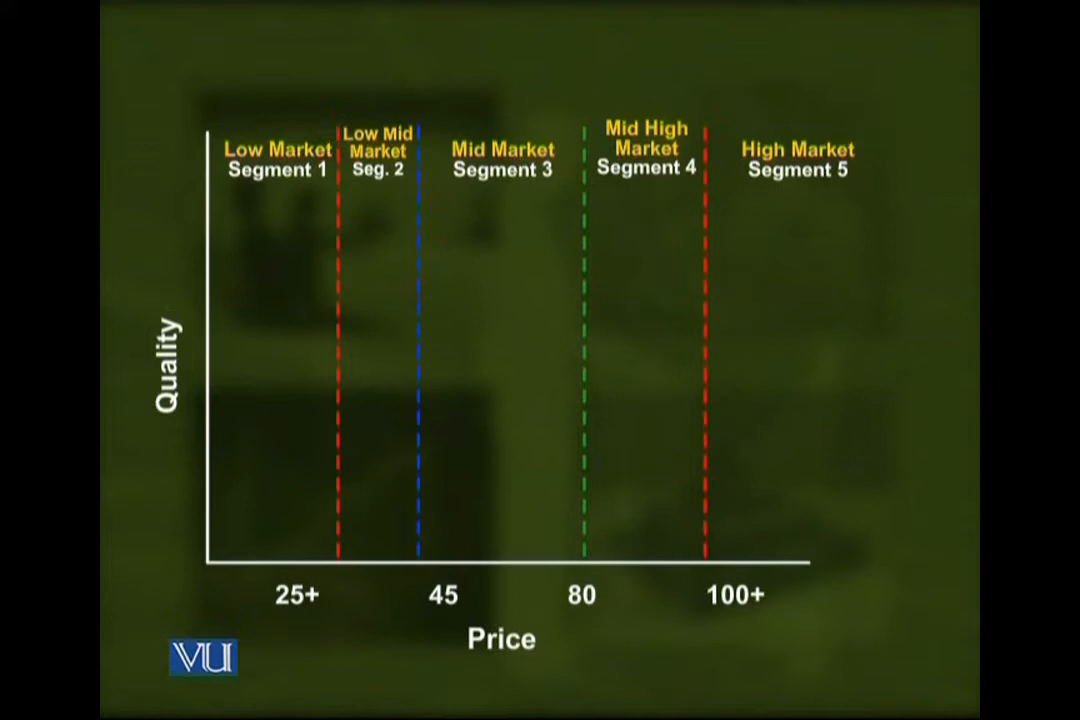 Low Market
Segment 1
Low Mid
Market
Seg. 2
Mid Market
Segment 3
Mid High
Market
Segment 4
High Market
Segment 5
Quality
25+ 45 80 100+
Price
VU